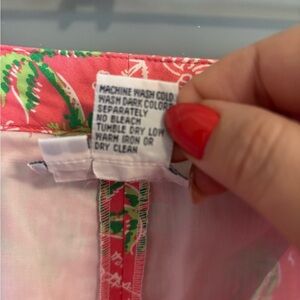 MACHINE WASH COLD
WASH DARK COLORS
SEPARATELY
NO BLEACH
TUMBLE DRY LOW
WARM IRON OR
DRY CLEAN